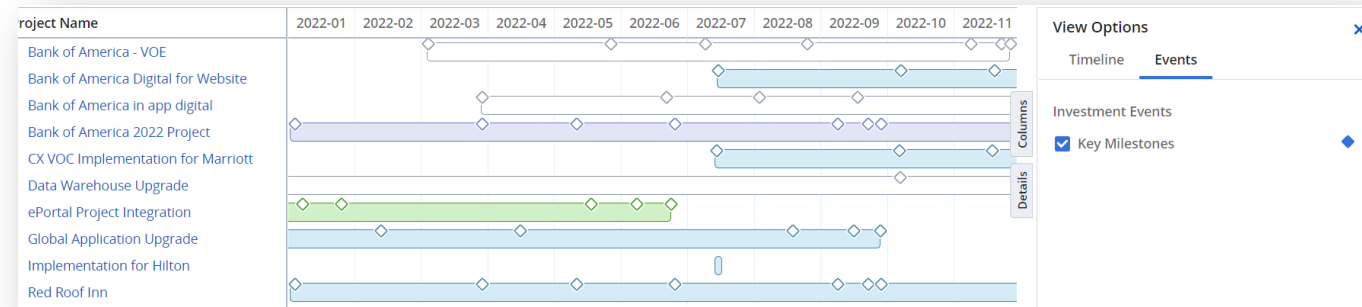 roject Name
2022-01 2022-02 2022-03 2022-04 2022-05 2022-06 2022-07 2022-08 2022-09 2022-10 2022-11
Bank of America - VOE
Bank of America Digital for Website
Bank of America in app digital
Bank of America 2022 Project
CX VOC Implementation for Marriott
Data Warehouse Upgrade
ePortal Project Integration
Global Application Upgrade
Implementation for Hilton
Red Roof Inn
Columns
Details
View Options
Timeline Events
Investment Events
Key Milestones